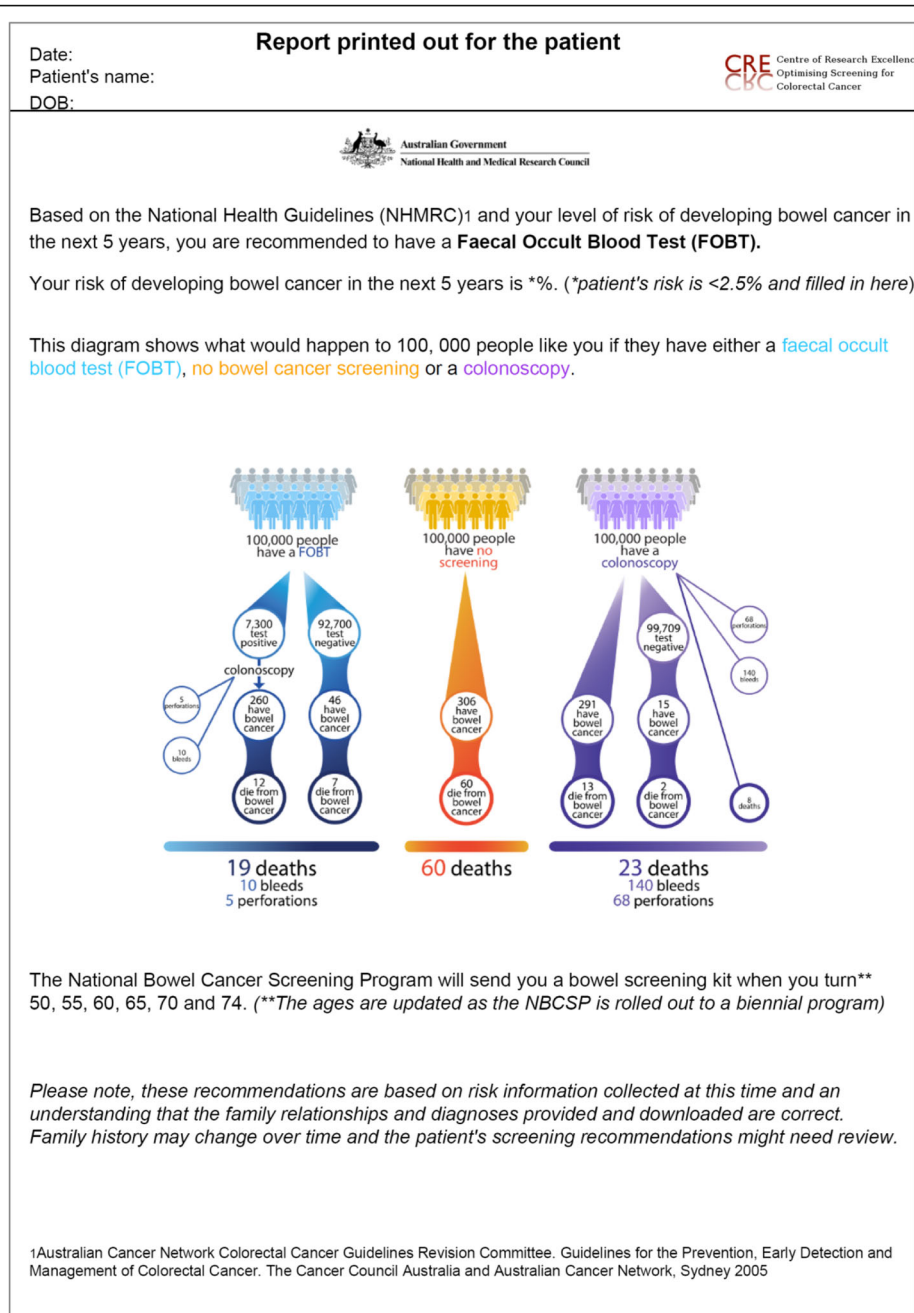 Report printed out for the patient
Date:
Patient's name:
DOB:
CRE Centre of Research Excellenc
Optimising Screening for
Colorectal Cancer
Australian Government
National Health and Medical Research Council
Based on the National Health Guidelines (NHMRC)1 and your level of risk of developing bowel cancer in
the next 5 years, you are recommended to have a Faecal Occult Blood Test (FOBT).
Your risk of developing bowel cancer in the next 5 years is *%. (*patient's risk is <2.5% and filled in here)
This diagram shows what would happen to 100, 000 people like you if they have either a faecal occult
blood test (FOBT), no bowel cancer screening or a colonoscopy.
100,000 people
have a FOBT
7,300
test
positive
92,700
test
negative
colonoscopy
5
perforations
10
bleeds
260
have
bowel
cancer
46
have
bowel
cancer
12
die from
bowel
cancer
7
die from
bowel
cancer
19 deaths
10 bleeds
5 perforations
100,000 people
have no
screening
306
have
bowel
cancer
60
die from
bowel
cancer
60 deaths
100,000 people
have a
colonoscopy
99,709
test
negative
68
perforations
140
bleeds
291
have
bowel
cancer
15
have
bowel
cancer
13
die from
bowel
cancer
2
die from
bowel
cancer
8
deaths
23 deaths
140 bleeds
68 perforations
The National Bowel Cancer Screening Program will send you a bowel screening kit when you turn**
50, 55, 60, 65, 70 and 74. (**The ages are updated as the NBCSP is rolled out to a biennial program)
Please note, these recommendations are based on risk information collected at this time and an
understanding that the family relationships and diagnoses provided and downloaded are correct.
Family history may change over time and the patient's screening recommendations might need review.
1Australian Cancer Network Colorectal Cancer Guidelines Revision Committee. Guidelines for the Prevention, Early Detection and
Management of Colorectal Cancer. The Cancer Council Australia and Australian Cancer Network, Sydney 2005